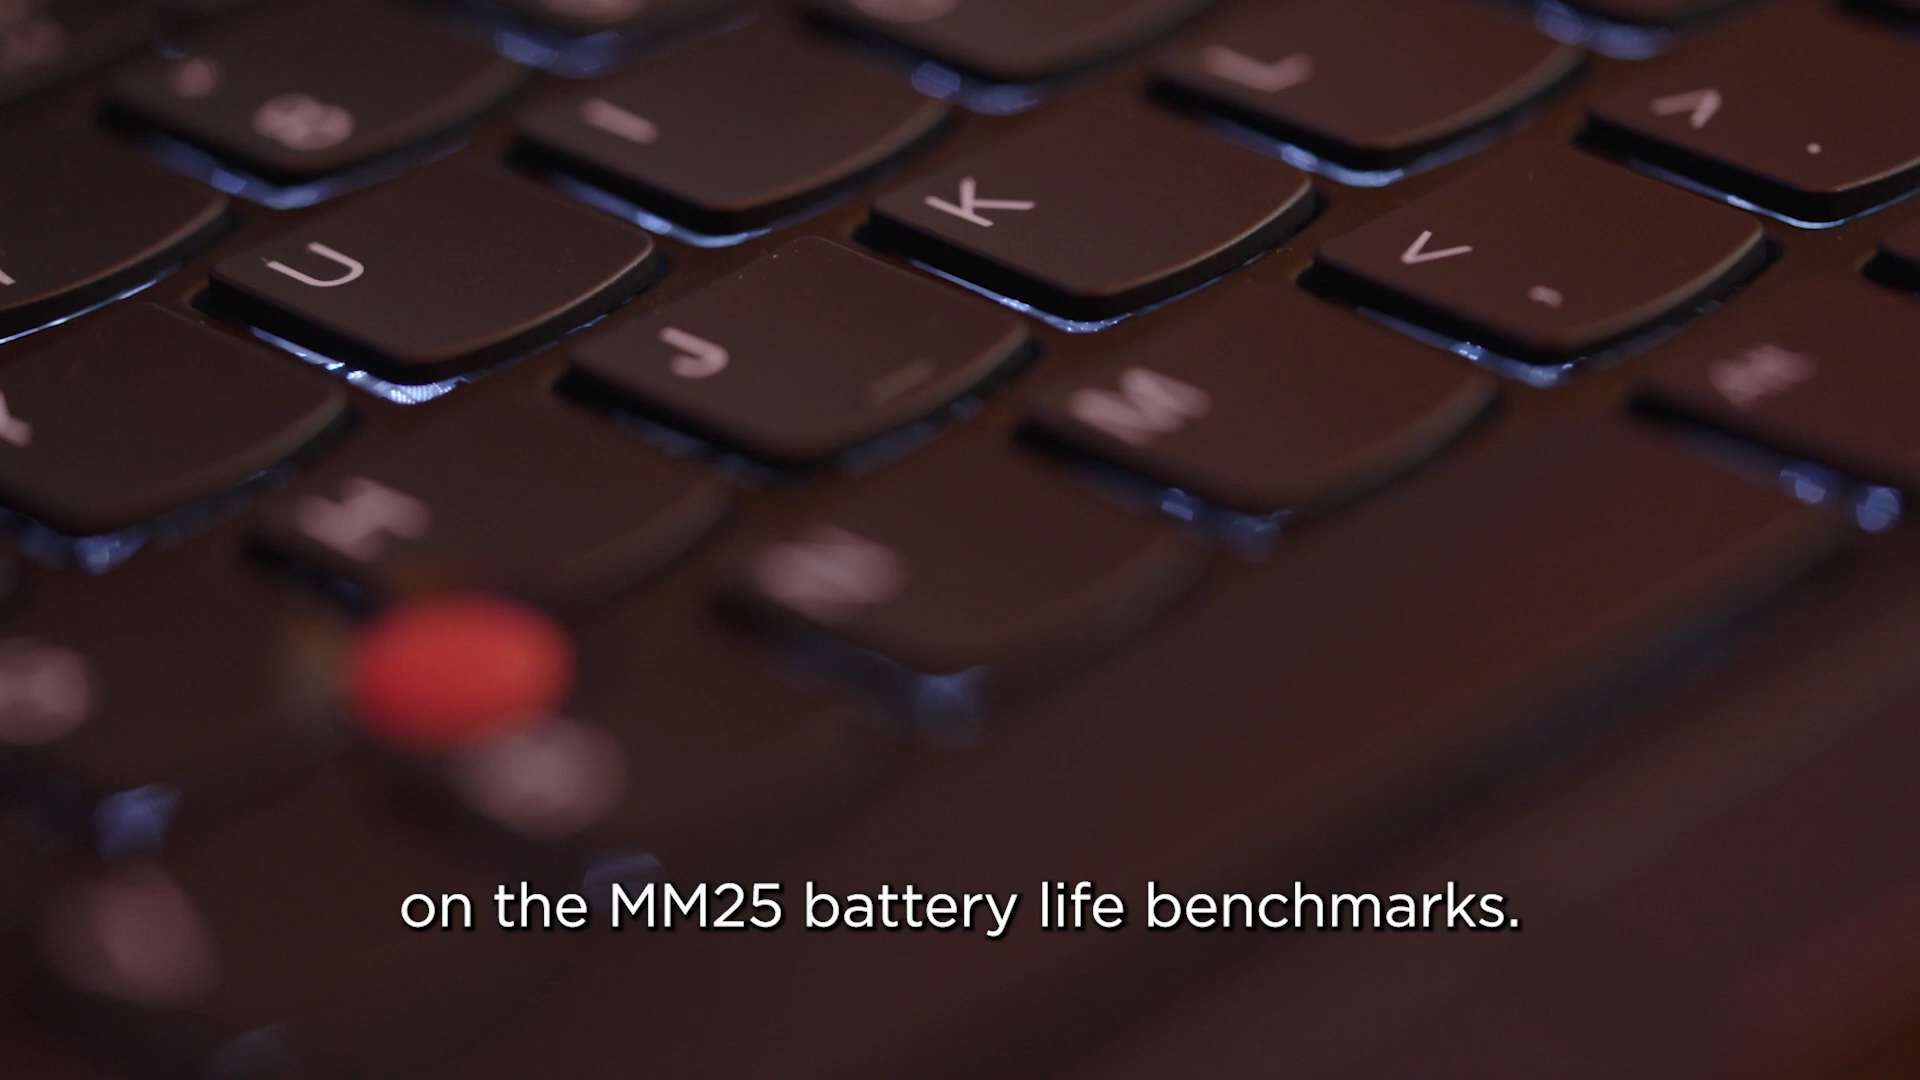 L
^ .
I
K
< ,
U
J
M
H
N
on the MM25 battery life benchmarks.